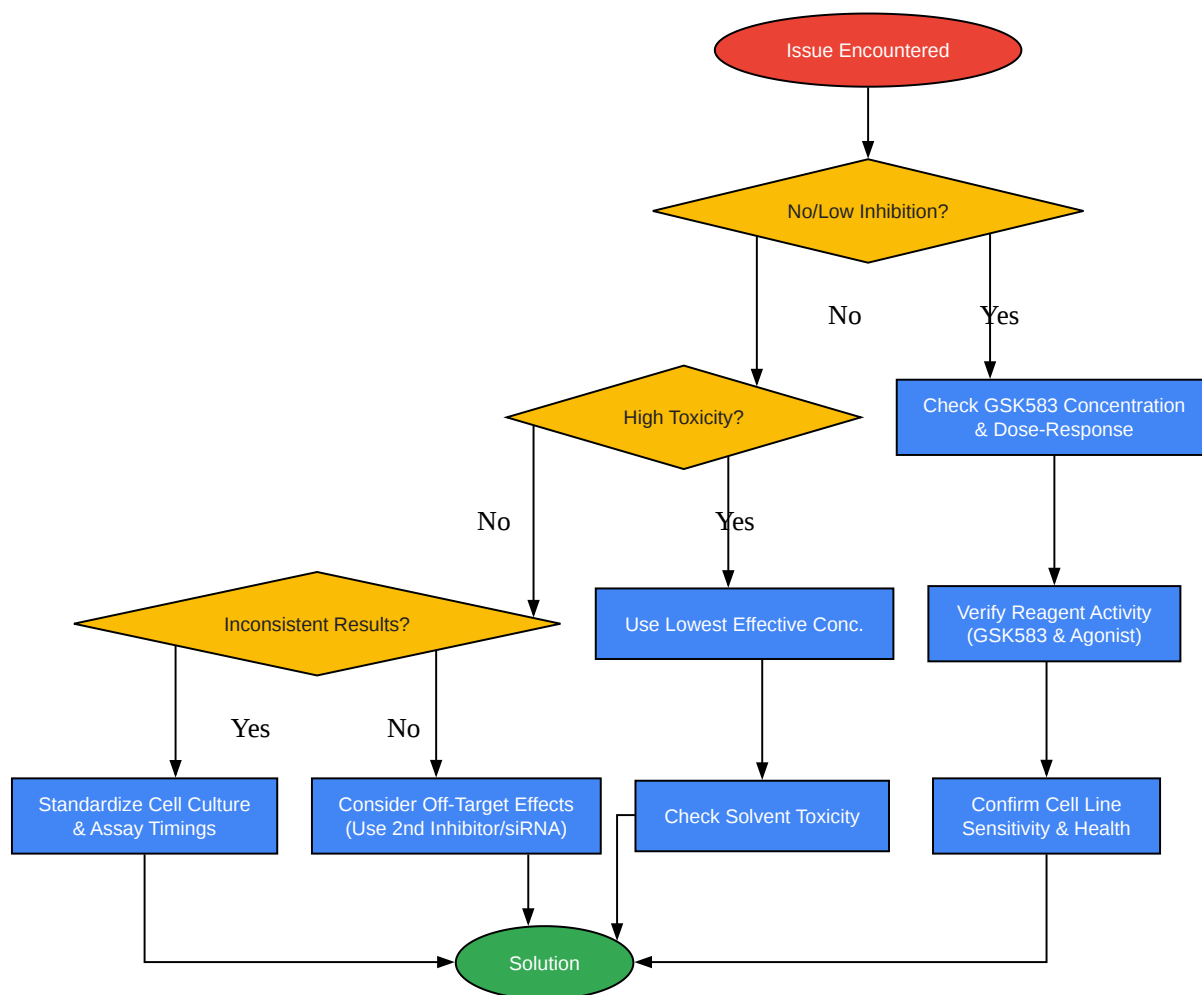 Issue Encountered
No/Low Inhibition?
No
Yes
High Toxicity?
Check GSK583 Concentration
& Dose-Response
No
Yes
Inconsistent Results?
Use Lowest Effective Conc.
Verify Reagent Activity
(GSK583 & Agonist)
Yes
No
Standardize Cell Culture
& Assay Timings
Consider Off-Target Effects
(Use 2nd Inhibitor/siRNA)
Check Solvent Toxicity
Confirm Cell Line
Sensitivity & Health
Solution